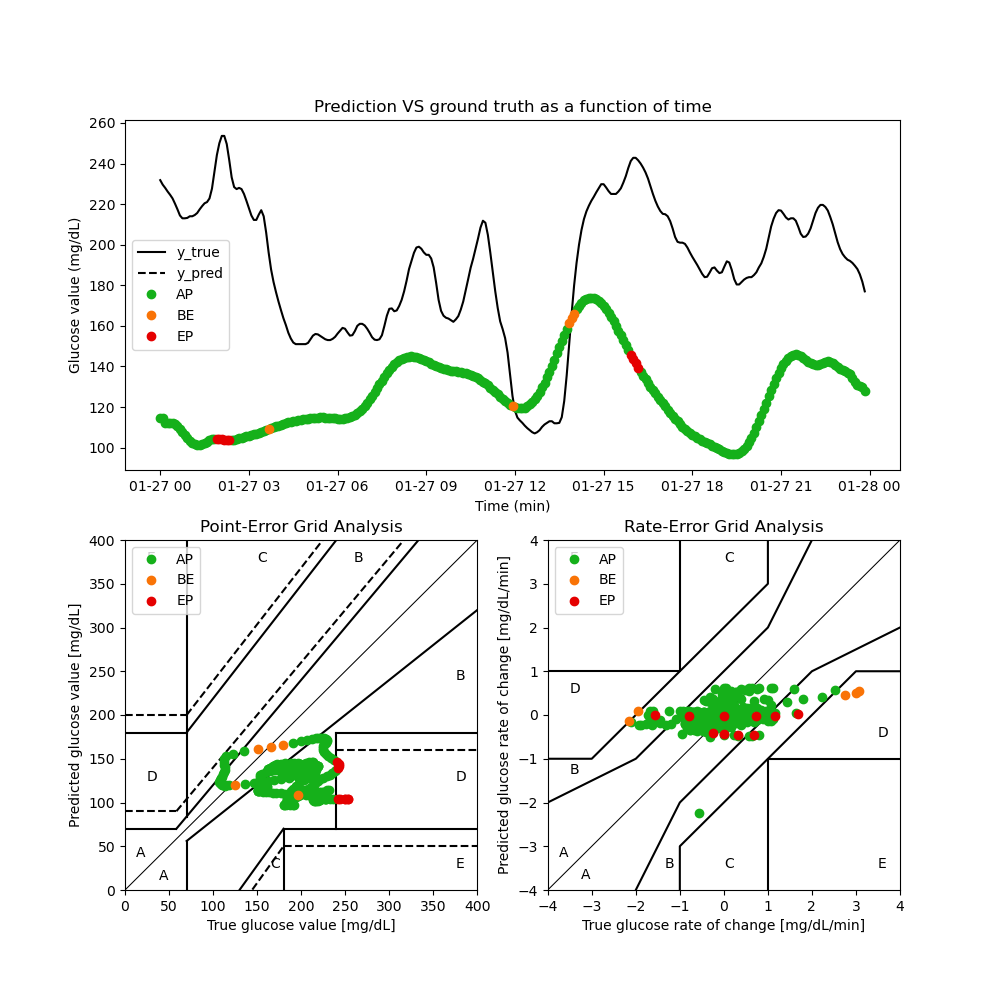 Prediction VS ground truth as a function of time
260
240
220
200
180
160
140
120
100
Glucose value (mg/dL)
y_true
y_pred
AP
BE
EP
01-27 00 01-27 03 01-27 06 01-27 09 01-27 12 01-27 15 01-27 18 01-27 21 01-28 00
Time (min)
Point-Error Grid Analysis
400
350
300
250
200
150
100
50
0
Predicted glucose value [mg/dL]
AP
BE
EP
C
B
B
D
D
A
A
C
E
0 50 100 150 200 250 300 350 400
True glucose value [mg/dL]
Rate-Error Grid Analysis
4
3
2
1
0
−1
−2
−3
−4
Predicted glucose rate of change [mg/dL/min]
AP
BE
EP
C
D
D
B
A
A
B
C
E
−4 −3 −2 −1 0 1 2 3 4
True glucose rate of change [mg/dL/min]